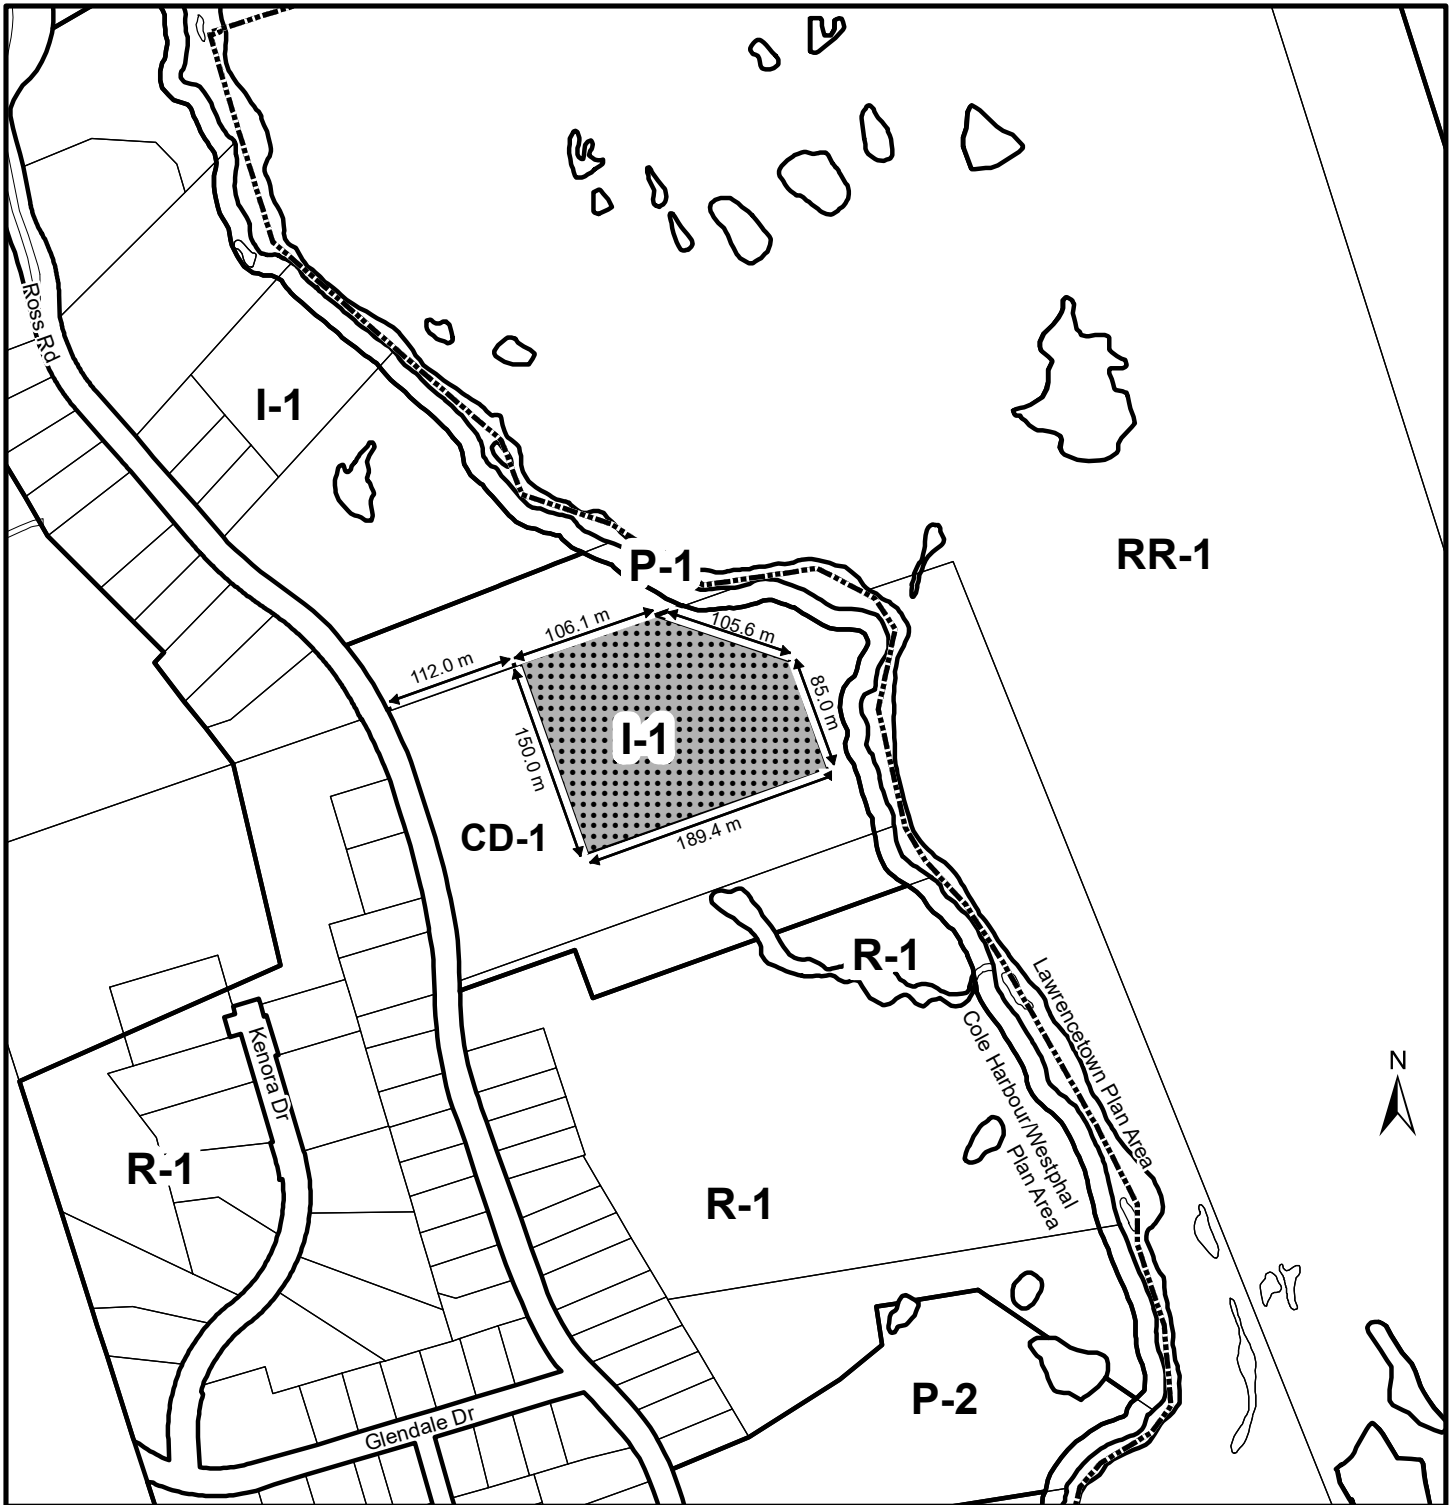 Ross Rd
I-1
P-1
RR-1
106.1 m
105.6 m
112.0 m
85.0 m
I-1
150.0 m
CD-1
189.4 m
R-1
Lawrencetown Plan Area
Cole Harbour/Westphal
Plan Area
Kenora Dr
N
R-1
R-1
P-2
Glendale Dr